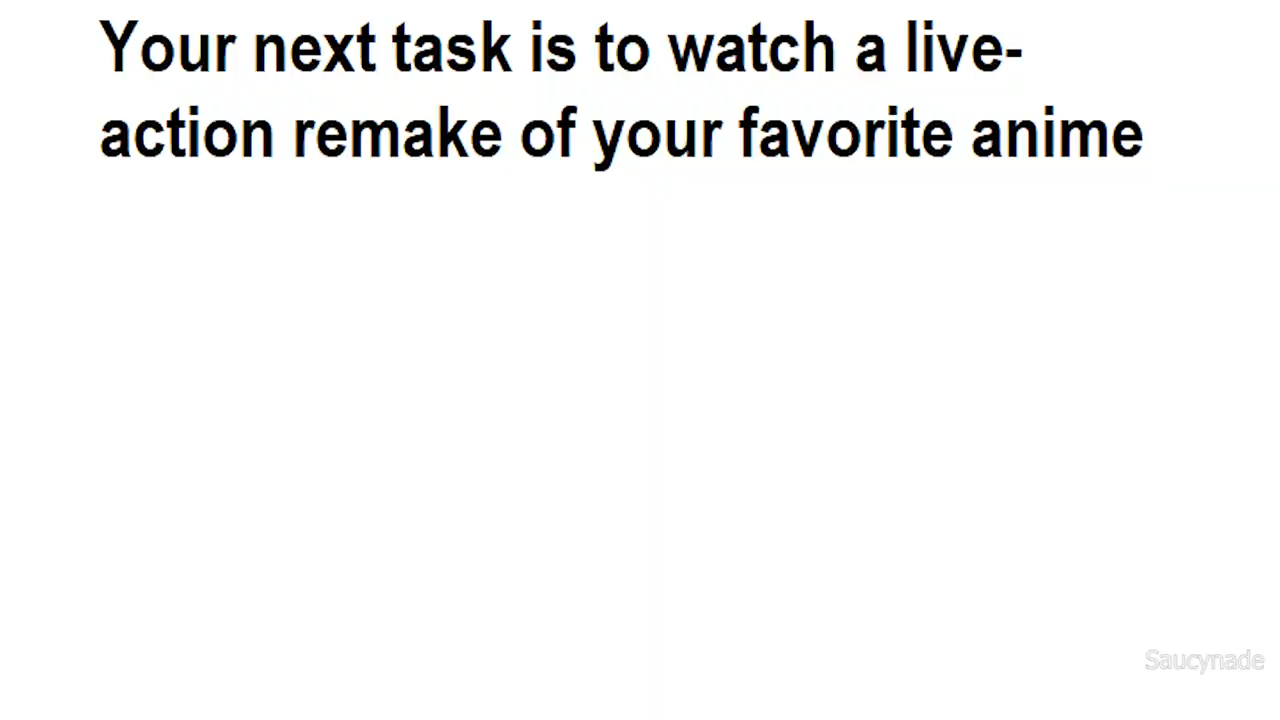 Your next task is to watch a live-
action remake of your favorite anime
Saucynade